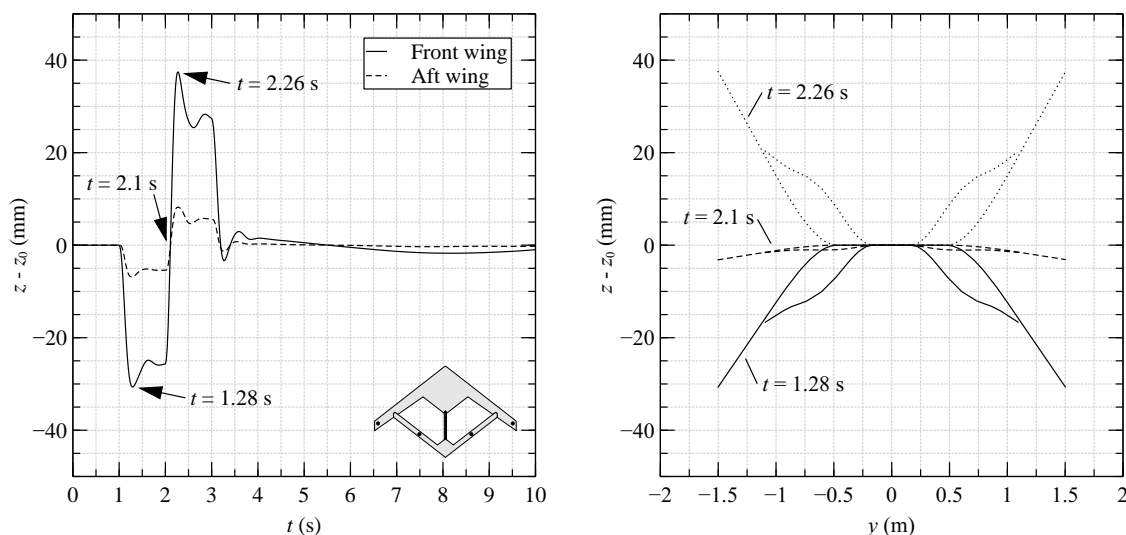 40
20
0
−20
−40
z - z0 (mm)
0 1 2 3 4 5 6 7 8 9 10
t (s)
Front wing
Aft wing
t = 2.26 s
t = 2.1 s
t = 1.28 s
40
20
0
−20
−40
z - z0 (mm)
−2 −1.5 −1 −0.5 0 0.5 1 1.5 2
y (m)
t = 2.26 s
t = 2.1 s
t = 1.28 s